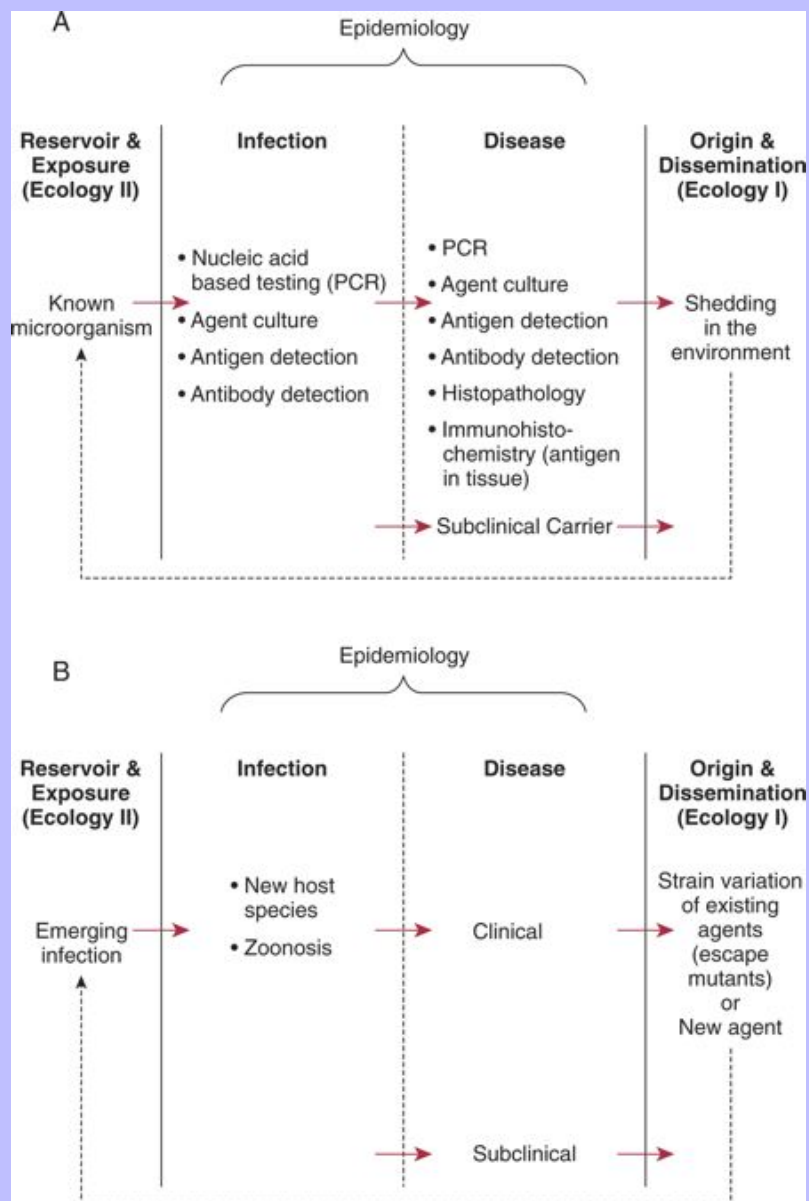 A
Epidemiology
Reservoir &
Exposure
(Ecology II)
Infection
Disease
Origin &
Dissemination
(Ecology I)
Known
microorganism
• Nucleic acid
based testing (PCR)
• Agent culture
• Antigen detection
• Antibody detection
• PCR
• Agent culture
• Antigen detection
• Antibody detection
• Histopathology
• Immunohisto-
chemistry (antigen
in tissue)
Subclinical Carrier
Shedding
in the
environment
B
Epidemiology
Reservoir &
Exposure
(Ecology II)
Infection
Disease
Origin &
Dissemination
(Ecology I)
Emerging
infection
• New host
species
• Zoonosis
Clinical
Subclinical
Strain variation
of existing
agents
(escape
mutants)
or
New agent